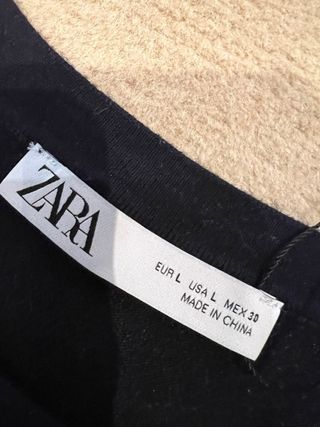 ZARA
EUR L USA L MEX 30
MADE IN CHINA